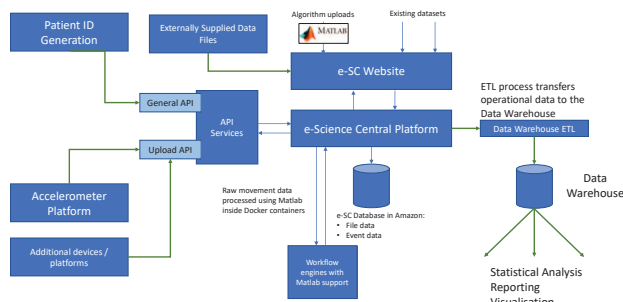 Patient ID
Generation
Externally Supplied Data
Files
Algorithm uploads
MATLAB
Existing datasets
e-SC Website
General API
API
Services
Upload API
e-Science Central Platform
ETL process transfers
operational data to the
Data Warehouse
Data Warehouse ETL
Accelerometer
Platform
Raw movement data
processed using Matlab
inside Docker containers
e-SC Database in Amazon:
• File data
• Event data
Data
Warehouse
Additional devices /
platforms
Workflow
engines with
Matlab support
Statistical Analysis
Reporting
Visualisation